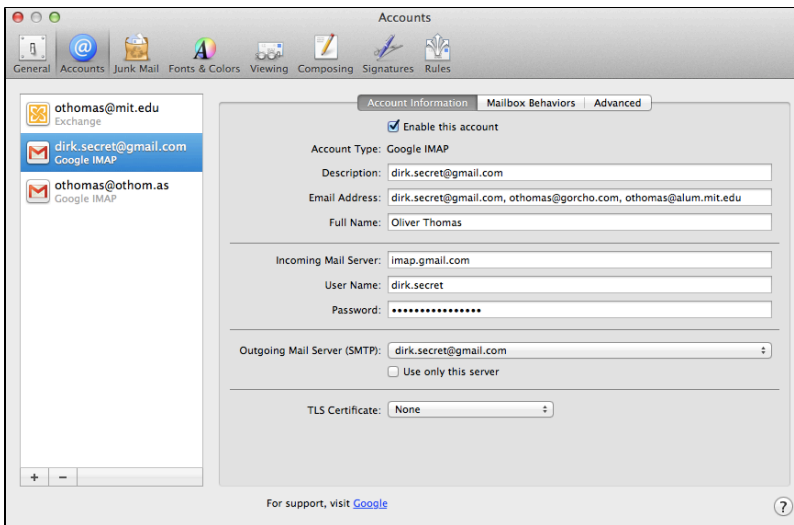 Accounts
General Accounts Junk Mail Fonts & Colors Viewing Composing Signatures Rules
othomas@mit.edu
Exchange
dirk.secret@gmail.com
Google IMAP
othomas@othom.as
Google IMAP
Account Information Mailbox Behaviors Advanced
Enable this account
Account Type: Google IMAP
Description: dirk.secret@gmail.com
Email Address: dirk.secret@gmail.com, othomas@gorcho.com, othomas@alum.mit.edu
Full Name: Oliver Thomas
Incoming Mail Server: imap.gmail.com
User Name: dirk.secret
Password: ••••••••••••••••
Outgoing Mail Server (SMTP): dirk.secret@gmail.com
Use only this server
TLS Certificate: None
+ −
For support, visit Google
?